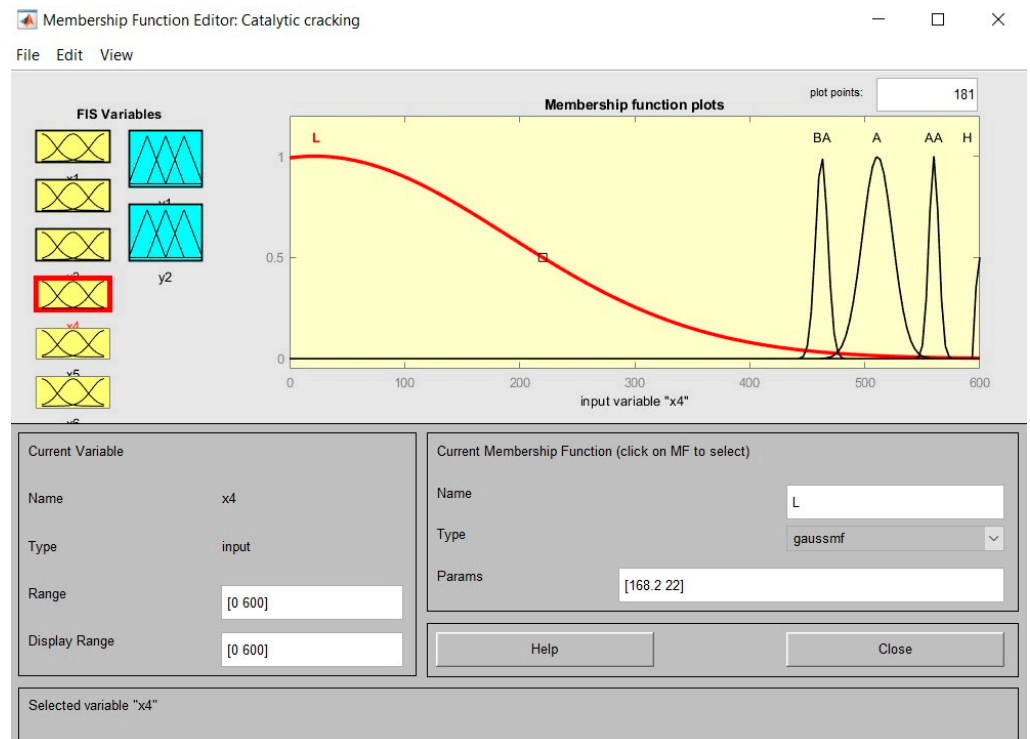 Membership Function Editor: Catalytic cracking
File Edit View
FIS Variables
y2
x4
Membership function plots
plot points: 181
L BA A AA H
1
0.5
0
0 100 200 300 400 500 600
input variable "x4"
Current Variable
Name x4
Type input
Range [0 600]
Display Range [0 600]
Current Membership Function (click on MF to select)
Name L
Type gaussmf
Params [168.2 22]
Help Close
Selected variable "x4"